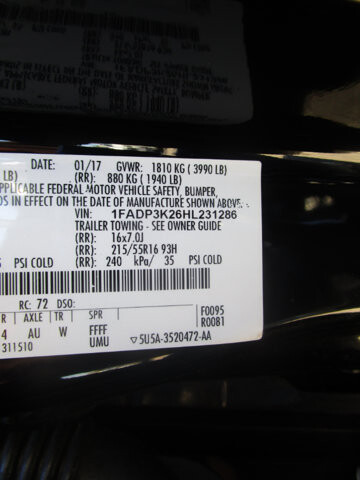 DATE: 01/17 GVWR: 1810 KG ( 3990 LB)
LB) (RR): 880 KG ( 1940 LB)
APPLICABLE FEDERAL MOTOR VEHICLE SAFETY, BUMPER,
S IN EFFECT ON THE DATE OF MANUFACTURE SHOWN ABOVE.
VIN: 1FADP3K26HL231286
TRAILER TOWING - SEE OWNER GUIDE
(RR): 16x7.0J
(RR): 215/55R16 93H
PSI COLD (RR): 240 kPa/ 35 PSI COLD
RC: 72 DSO:
R AXLE TR SPR F0095
4 AU W FFFF R0081
311510 UMU 5U5A-3520472-AA